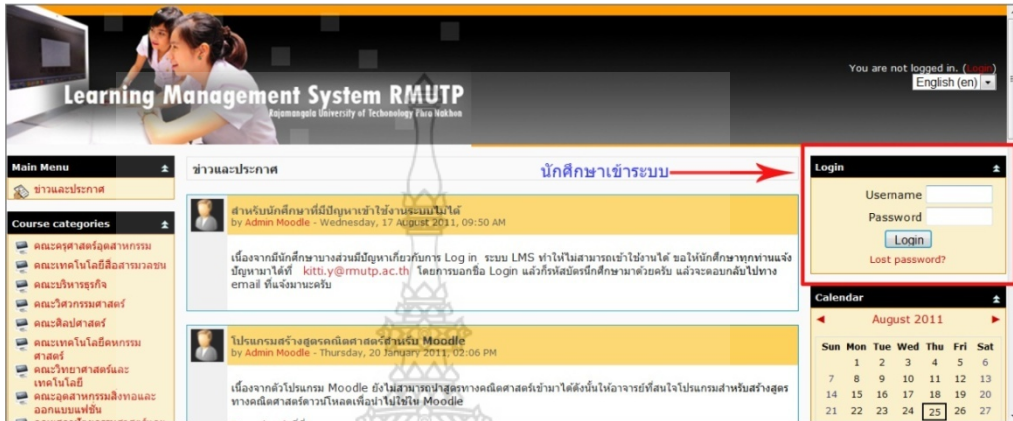 Learning Management System RMUTP
Rajamangala University of Techonology Phra Nakhon
You are not logged in. (Login)
English (en)
Main Menu
ข่าวและประกาศ
Course categories
คณะครุศาสตร์อุตสาหกรรม
คณะเทคโนโลยีสื่อสารมวลชน
คณะบริหารธุรกิจ
คณะวิศวกรรมศาสตร์
คณะศิลปศาสตร์
คณะเทคโนโลยีคหกรรม
ศาสตร์
คณะวิทยาศาสตร์และ
เทคโนโลยี
คณะอุตสาหกรรมสิ่งทอและ
ออกแบบแฟชั่น
ข่าวและประกาศ
นักศึกษาเข้าระบบ
สำหรับนักศึกษาที่มีปัญหาเข้าใช้งานระบบไม่ได้
by Admin Moodle - Wednesday, 17 August 2011, 09:50 AM
เนื่องจากมีนักศึกษาบางส่วนมีปัญหาเกี่ยวกับการ Log in ระบบ LMS ทำให้ไม่สามารถเข้าใช้งานได้ ขอให้นักศึกษาทุกท่านแจ้ง
ปัญหามาได้ที่ kitti.y@rmutp.ac.th โดยการบอกชื่อ Login แล้วก็รหัสบัตรนึกศึกษามาด้วยครับ แล้วจะตอบกลับไปทาง
email ที่แจ้งมานะครับ
โปรแกรมสร้างสูตรคณิตศาสตร์สำหรับ Moodle
by Admin Moodle - Thursday, 20 January 2011, 02:06 PM
เนื่องจากตัวโปรแกรม Moodle ยังไม่สามารถนำสูตรทางคณิตศาสตร์เข้ามาได้ดังนั้นให้อาจารย์ที่สนใจโปรแกรมสำหรับสร้างสูตร
ทางคณิตศาสตร์ดาวน์โหลดเพื่อนำไปใช้ใน Moodle
Login
Username
Password
Login
Lost password?
Calendar
August 2011
Sun Mon Tue Wed Thu Fri Sat
1 2 3 4 5 6
7 8 9 10 11 12 13
14 15 16 17 18 19 20
21 22 23 24 25 26 27